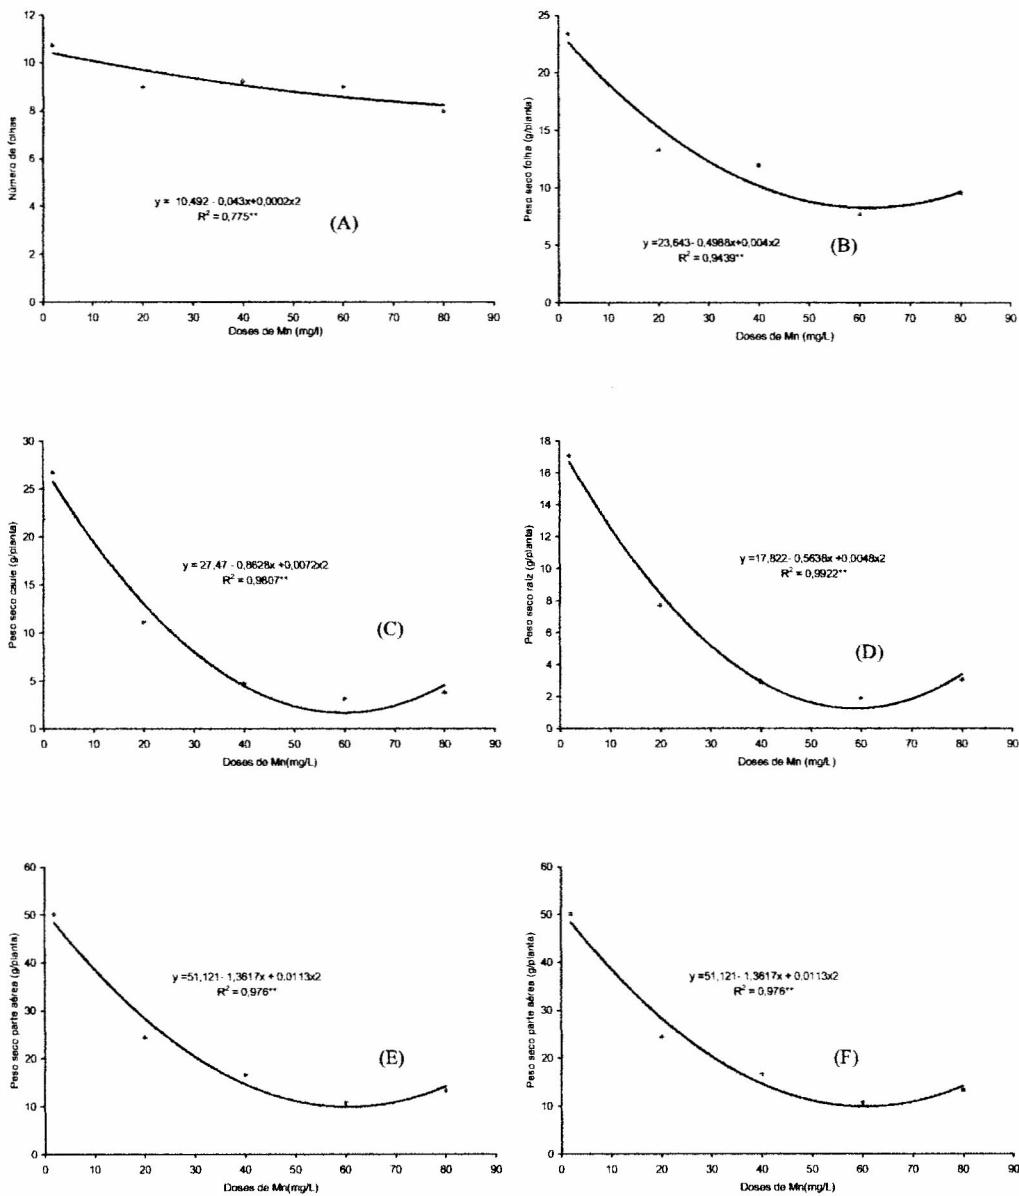 12
10
8
6
4
2
0
Número de folhas
y = 10,492 - 0,043x+0,0002x2
R² = 0,775**
(A)
0 10 20 30 40 50 60 70 80 90
Doses de Mn (mg/l)
25
20
15
10
5
0
Peso seco folha (g/planta)
y =23,643- 0,4988x+0,004x2
R² = 0,9439**
(B)
0 10 20 30 40 50 60 70 80 90
Doses de Mn (mg/L)
30
25
20
15
10
5
0
Peso seco caule (g/planta)
y = 27,47 - 0,8628x +0,0072x2
R² = 0,9807**
(C)
0 10 20 30 40 50 60 70 80 90
Doses de Mn(mg/L)
18
16
14
12
10
8
6
4
2
0
Peso seco raíz (g/planta)
y =17,822- 0,5638x +0,0048x2
R² = 0,9922**
(D)
0 10 20 30 40 50 60 70 80 90
Doses de Mn (mg/L)
60
50
40
30
20
10
0
Peso seco parte aérea (g/planta)
y =51,121- 1,3617x + 0,0113x2
R² = 0,976**
(E)
0 10 20 30 40 50 60 70 80 90
Doses de Mn(mg/L)
60
50
40
30
20
10
0
Peso seco parte aérea (g/planta)
y =51,121- 1,3617x + 0,0113x2
R² = 0,976**
(F)
0 10 20 30 40 50 60 70 80 90
Doses de Mn(mg/L)